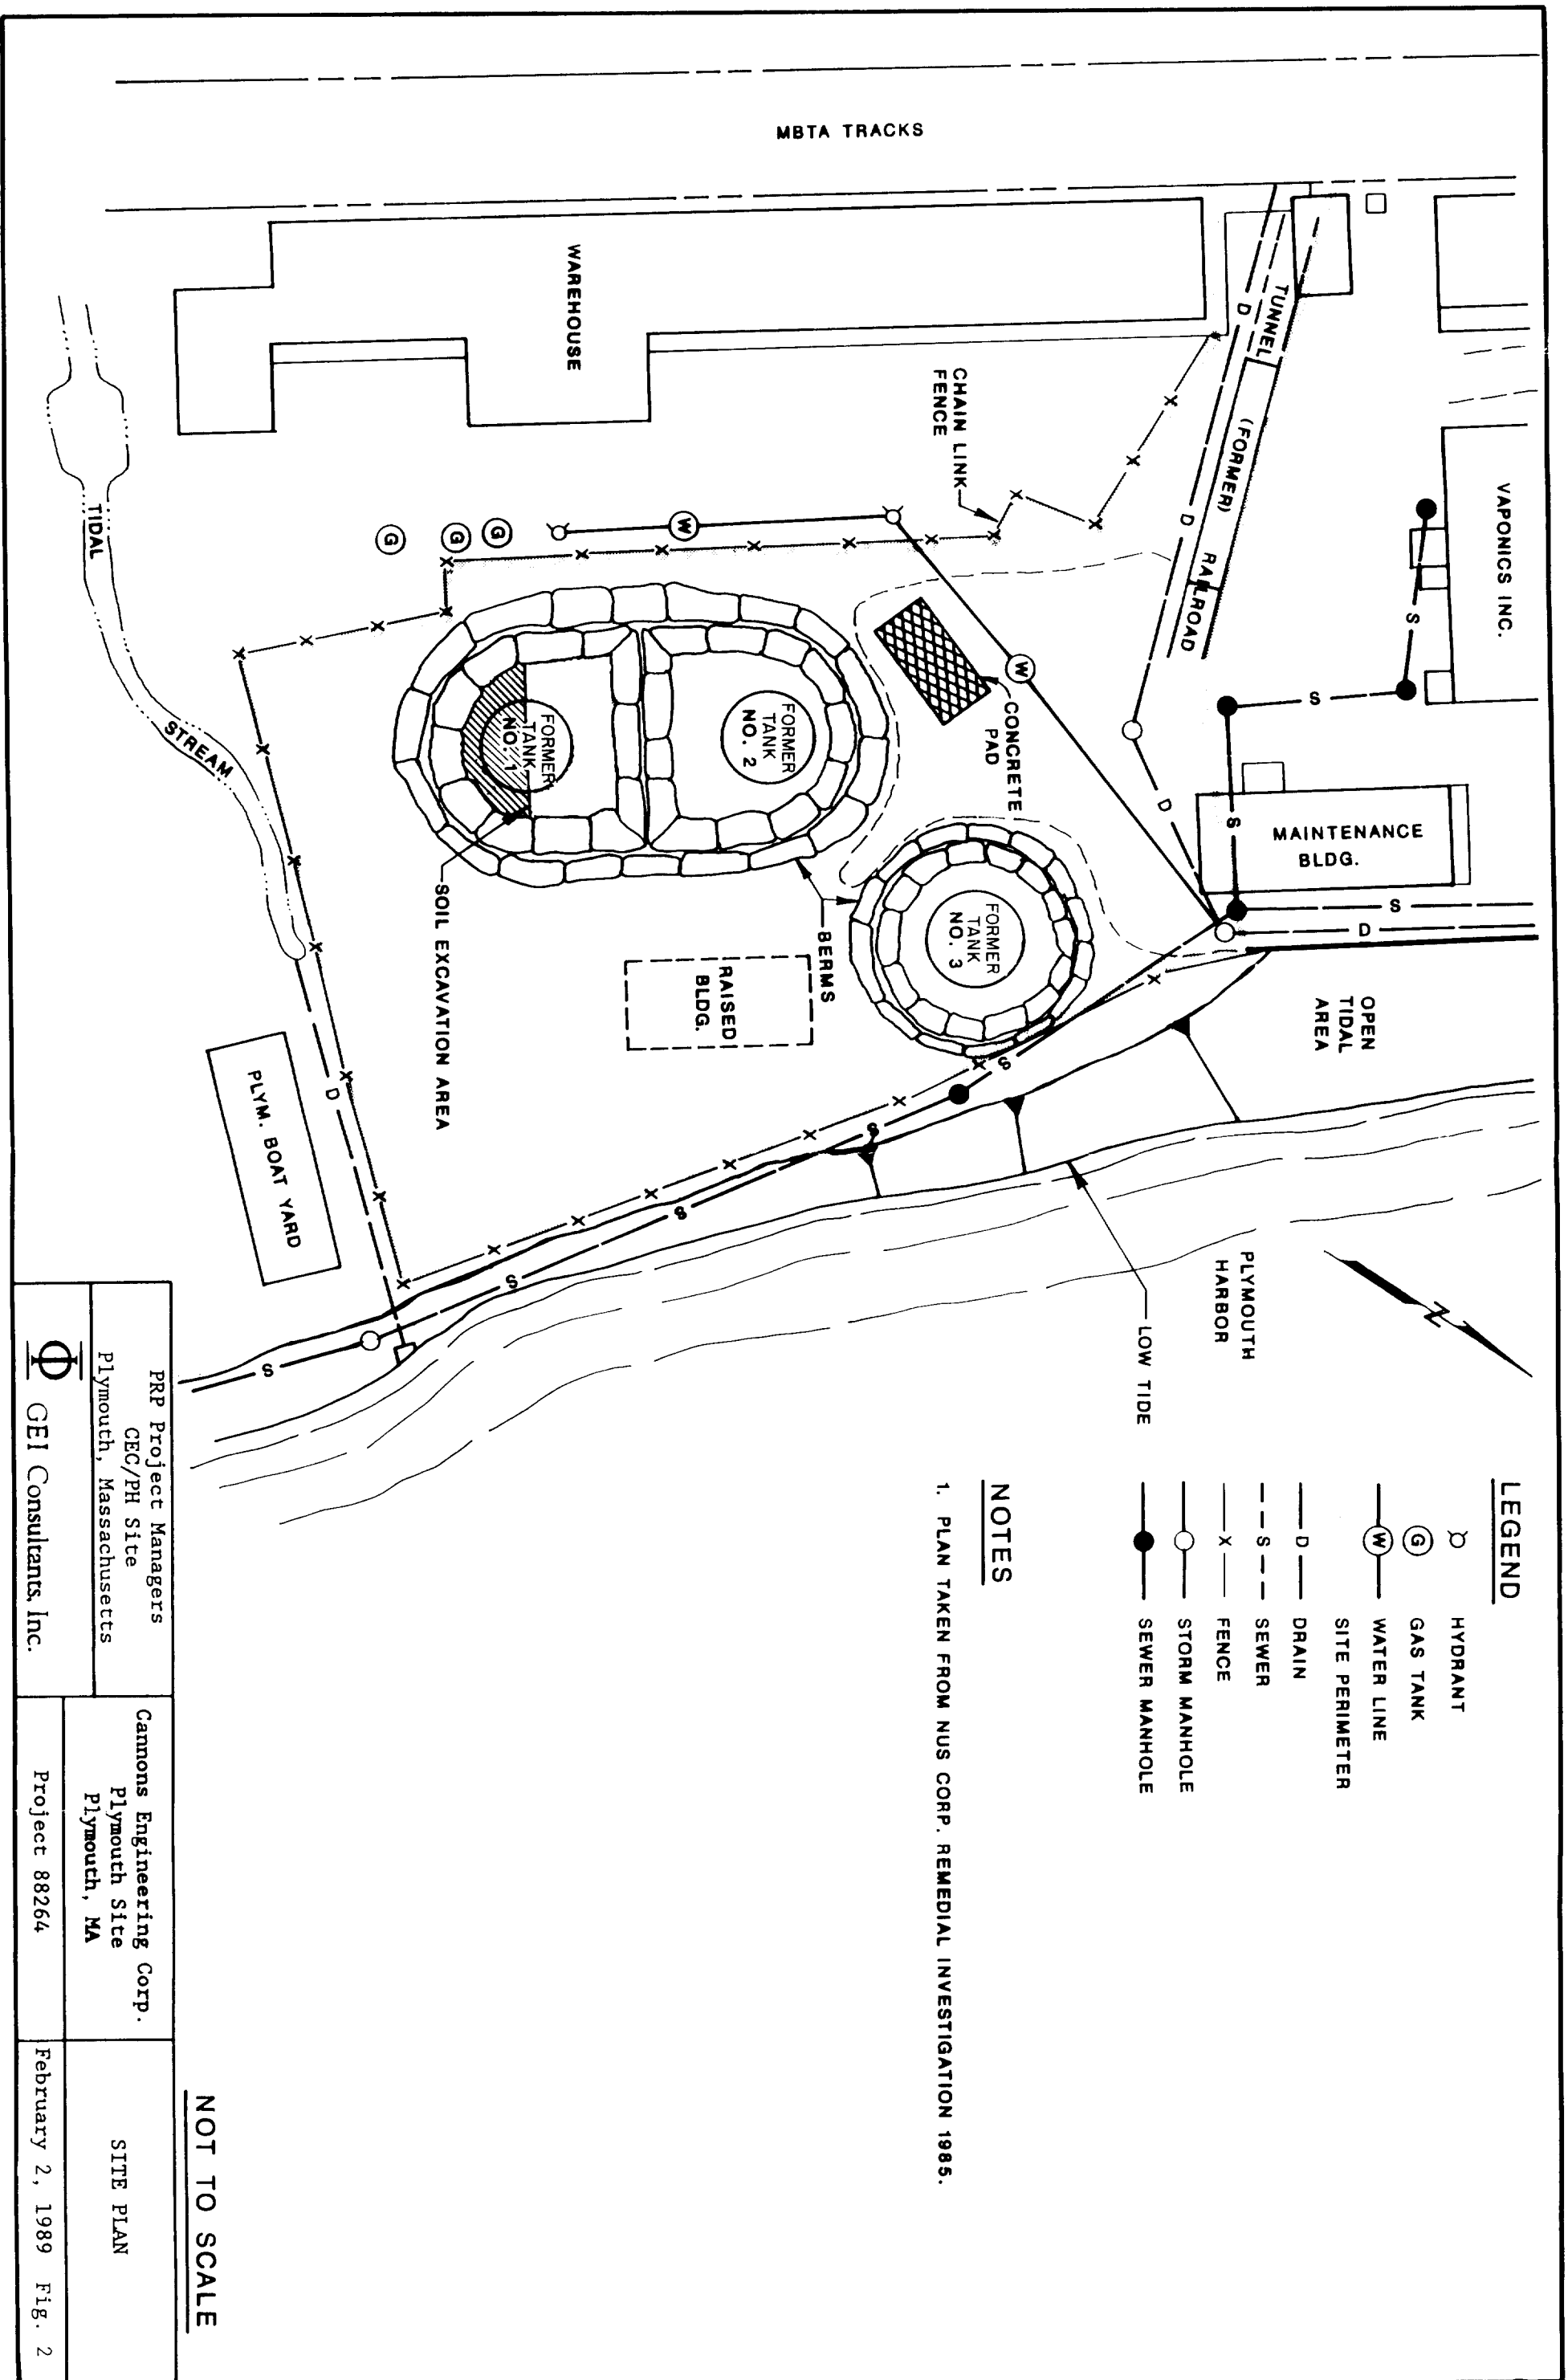 MBTA TRACKS
WAREHOUSE
TUNNEL
(FORMER)
RAILROAD
D
D
D
VAPONICS INC.
S
S
S
S
D
MAINTENANCE
BLDG.
CHAIN LINK
FENCE
W
W
G
G
G
CONCRETE
PAD
FORMER
TANK
NO. 1
FORMER
TANK
NO. 2
FORMER
TANK
NO. 3
BERMS
RAISED
BLDG.
SOIL EXCAVATION AREA
TIDAL
STREAM
D
PLYM. BOAT YARD
OPEN
TIDAL
AREA
S
S
S
S
S
PLYMOUTH
HARBOR
LOW TIDE
N
LEGEND
HYDRANT
G GAS TANK
W WATER LINE
SITE PERIMETER
D DRAIN
S SEWER
X FENCE
STORM MANHOLE
SEWER MANHOLE
NOTES
1. PLAN TAKEN FROM NUS CORP. REMEDIAL INVESTIGATION 1985.
NOT TO SCALE
PRP Project Managers
CEC/PH Site
Plymouth, Massachusetts
GEI Consultants, Inc.
Cannons Engineering Corp.
Plymouth Site
Plymouth, MA
Project 88264
SITE PLAN
February 2, 1989 Fig. 2